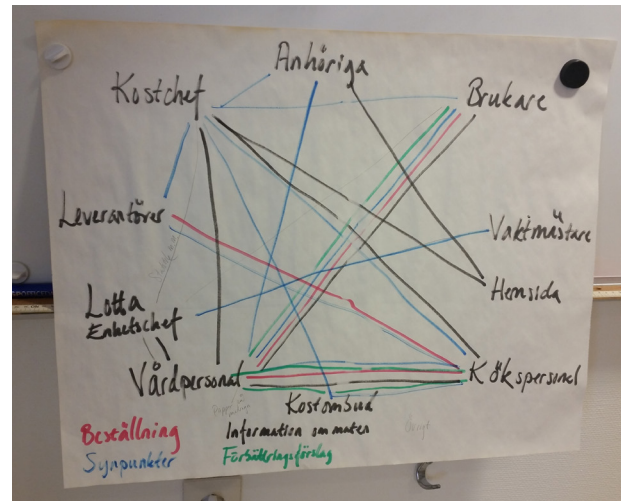 Anhöriga
Kostchef
Brukare
Leverantörer
Vaktmästare
Hemsida
Lotta
Enhetschef
Vårdpersonal
Kökspersonal
Kostombud
Beställning
Information om maten
Synpunkter
Förbättringsförslag